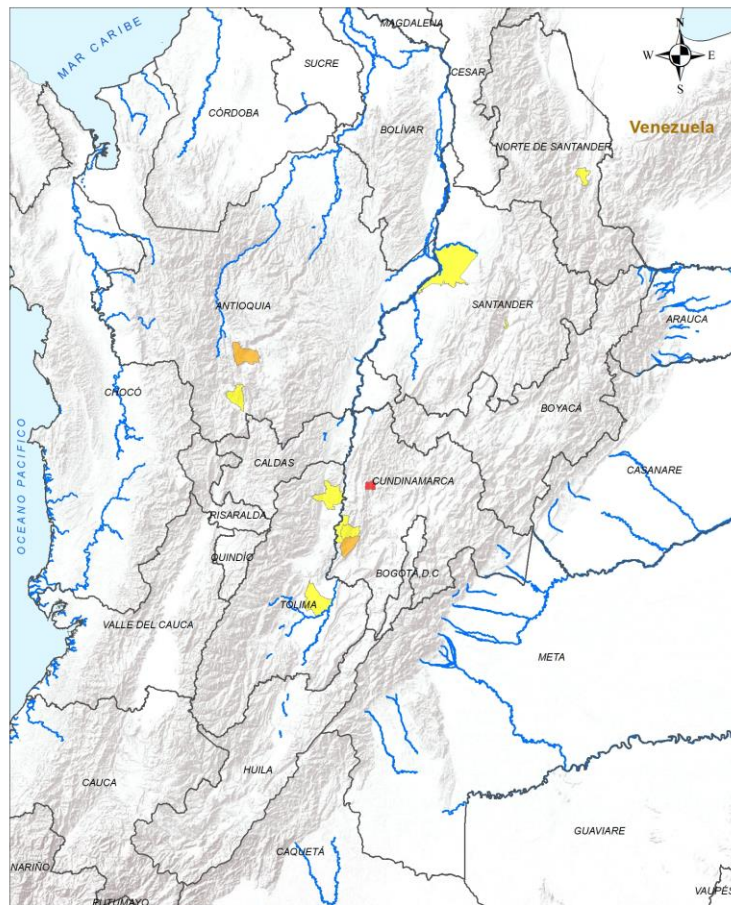 MAGDALENA
N
W E
S
MAR CARIBE
SUCRE
CESAR
CÓRDOBA
BOLÍVAR
Venezuela
NORTE DE SANTANDER
ANTIOQUIA
SANTANDER
ARAUCA
CHOCÓ
BOYACÁ
OCEANO PACIFICO
CALDAS
CUNDINAMARCA
CASANARE
RISARALDA
QUINDÍO
BOGOTÁ, D.C
TOLIMA
VALLE DEL CAUCA
META
HUILA
CAUCA
GUAVIARE
CAQUETÁ
NARIÑO
VAUPÉS
PUTUMAYO